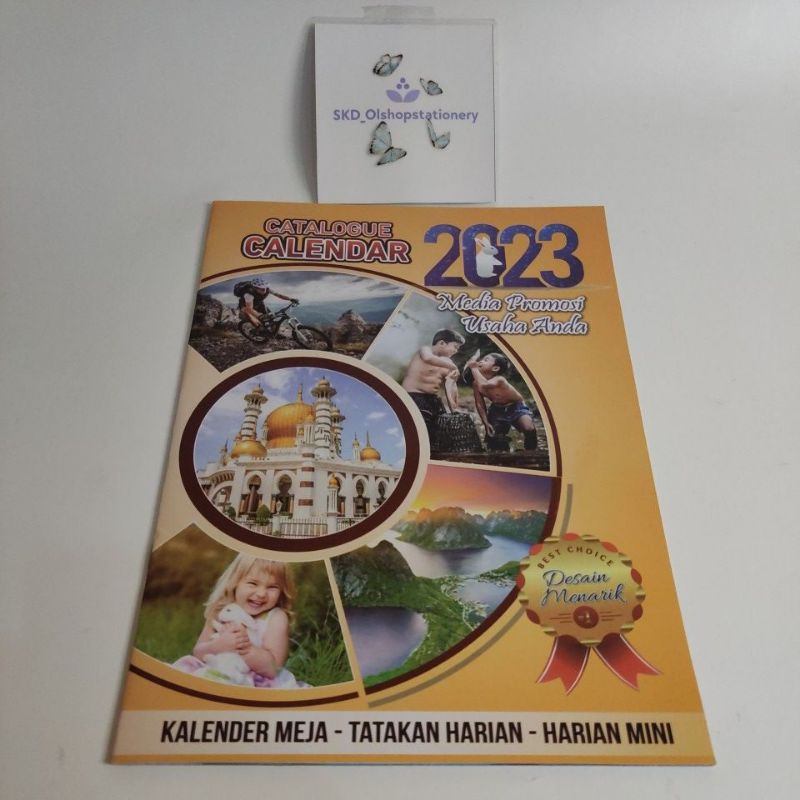 SKD_Olshopstationery
CATALOGUE
CALENDAR 2023
Media Promosi
Usaha Anda
BEST CHOICE
Desain
Menarik
KALENDER MEJA - TATAKAN HARIAN - HARIAN MINI